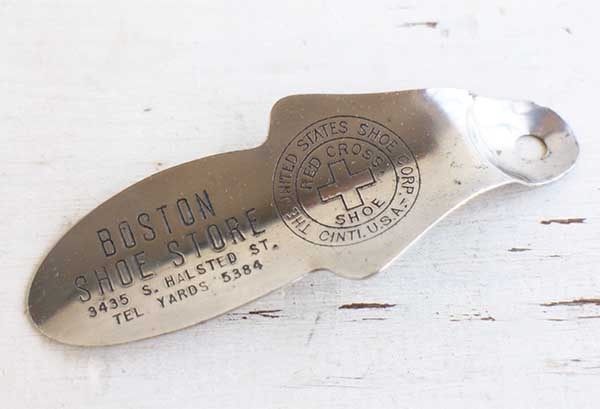 BOSTON
SHOE STORE
3435 S. HALSTED ST.
TEL YARDS 5384
THE UNITED STATES SHOE CORP.
CINTI. U.S.A.
RED CROSS
SHOE